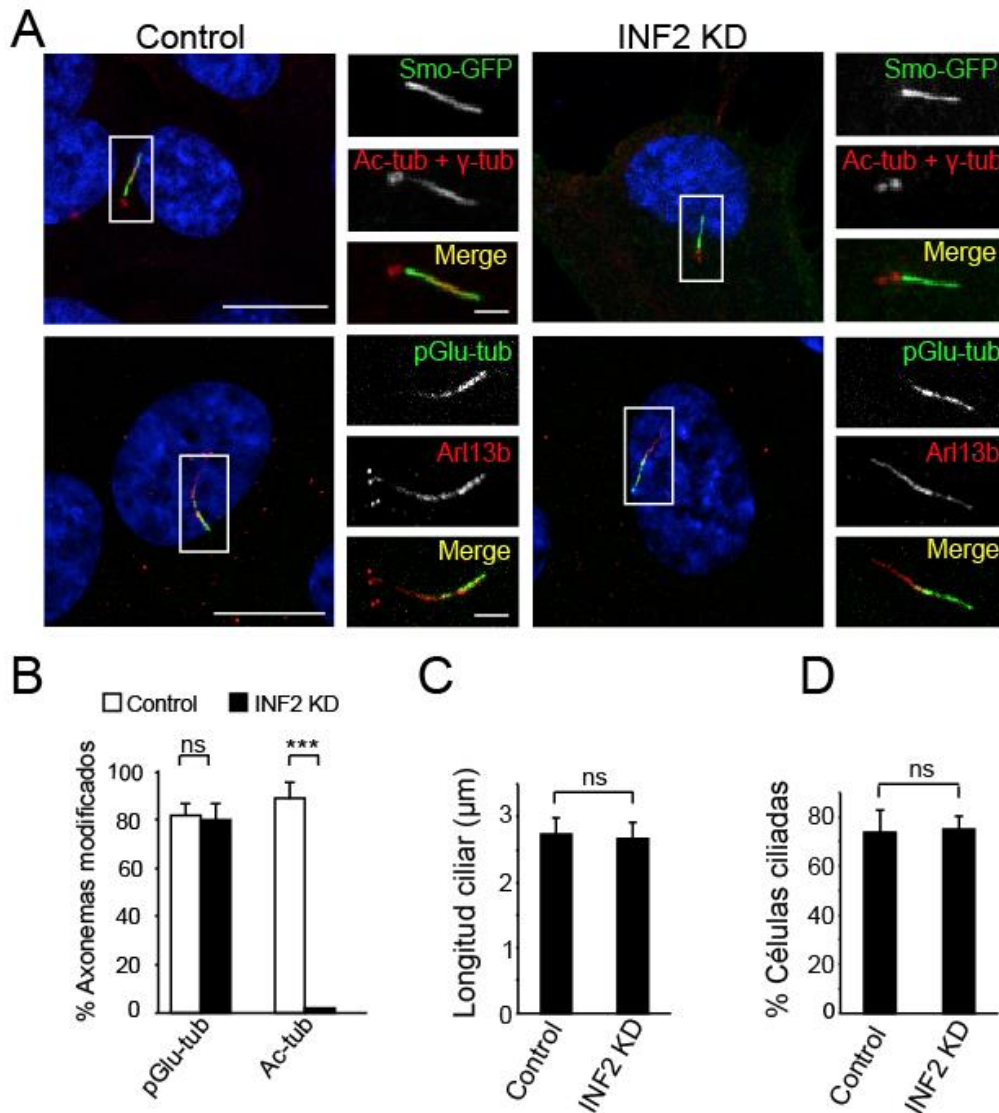 A
Control
INF2 KD
Smo-GFP
Ac-tub + γ-tub
Merge
Smo-GFP
Ac-tub + γ-tub
Merge
pGlu-tub
Arl13b
Merge
pGlu-tub
Arl13b
Merge
B
Control
INF2 KD
ns
***
100
80
60
40
20
0
% Axonemas modificados
pGlu-tub
Ac-tub
C
ns
3
2
1
0
Longitud ciliar (μm)
Control
INF2 KD
D
ns
80
60
40
20
0
% Células ciliadas
Control
INF2 KD